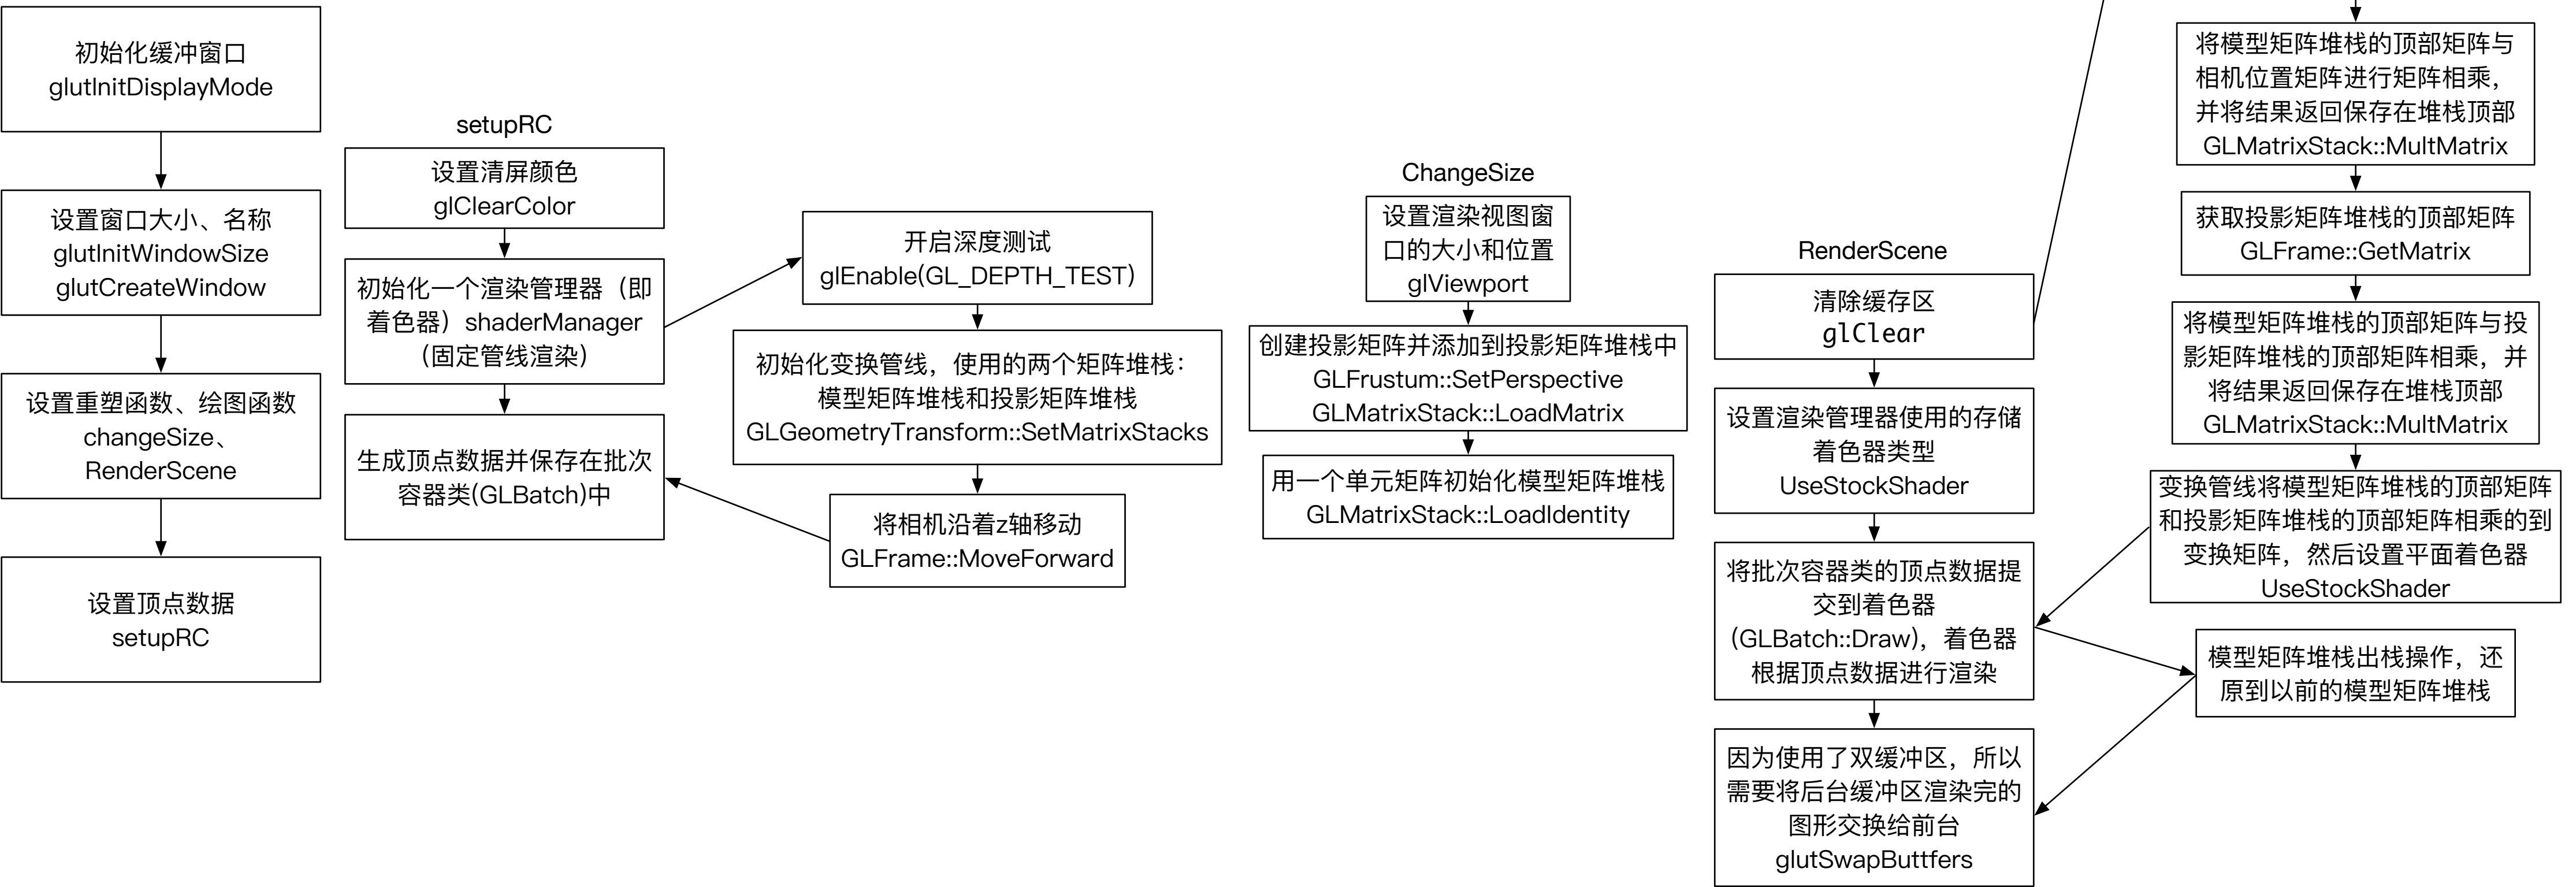 初始化缓冲窗口
glutInitDisplayMode
设置窗口大小、名称
glutInitWindowSize
glutCreateWindow
设置重塑函数、绘图函数
changeSize、
RenderScene
设置顶点数据
setupRC
setupRC
设置清屏颜色
glClearColor
初始化一个渲染管理器（即
着色器）shaderManager
（固定管线渲染）
生成顶点数据并保存在批次
容器类(GLBatch)中
开启深度测试
glEnable(GL_DEPTH_TEST)
初始化变换管线，使用的两个矩阵堆栈：
模型矩阵堆栈和投影矩阵堆栈
GLGeometryTransform::SetMatrixStacks
将相机沿着z轴移动
GLFrame::MoveForward
ChangeSize
设置渲染视图窗
口的大小和位置
glViewport
创建投影矩阵并添加到投影矩阵堆栈中
GLFrustum::SetPerspective
GLMatrixStack::LoadMatrix
用一个单元矩阵初始化模型矩阵堆栈
GLMatrixStack::LoadIdentity
RenderScene
清除缓存区
glClear
设置渲染管理器使用的存储
着色器类型
UseStockShader
将批次容器类的顶点数据提
交到着色器
(GLBatch::Draw)，着色器
根据顶点数据进行渲染
因为使用了双缓冲区，所以
需要将后台缓冲区渲染完的
图形交换给前台
glutSwapButtfers
将模型矩阵堆栈的顶部矩阵与
相机位置矩阵进行矩阵相乘，
并将结果返回保存在堆栈顶部
GLMatrixStack::MultMatrix
获取投影矩阵堆栈的顶部矩阵
GLFrame::GetMatrix
将模型矩阵堆栈的顶部矩阵与投
影矩阵堆栈的顶部矩阵相乘，并
将结果返回保存在堆栈顶部
GLMatrixStack::MultMatrix
变换管线将模型矩阵堆栈的顶部矩阵
和投影矩阵堆栈的顶部矩阵相乘的到
变换矩阵，然后设置平面着色器
UseStockShader
模型矩阵堆栈出栈操作，还
原到以前的模型矩阵堆栈